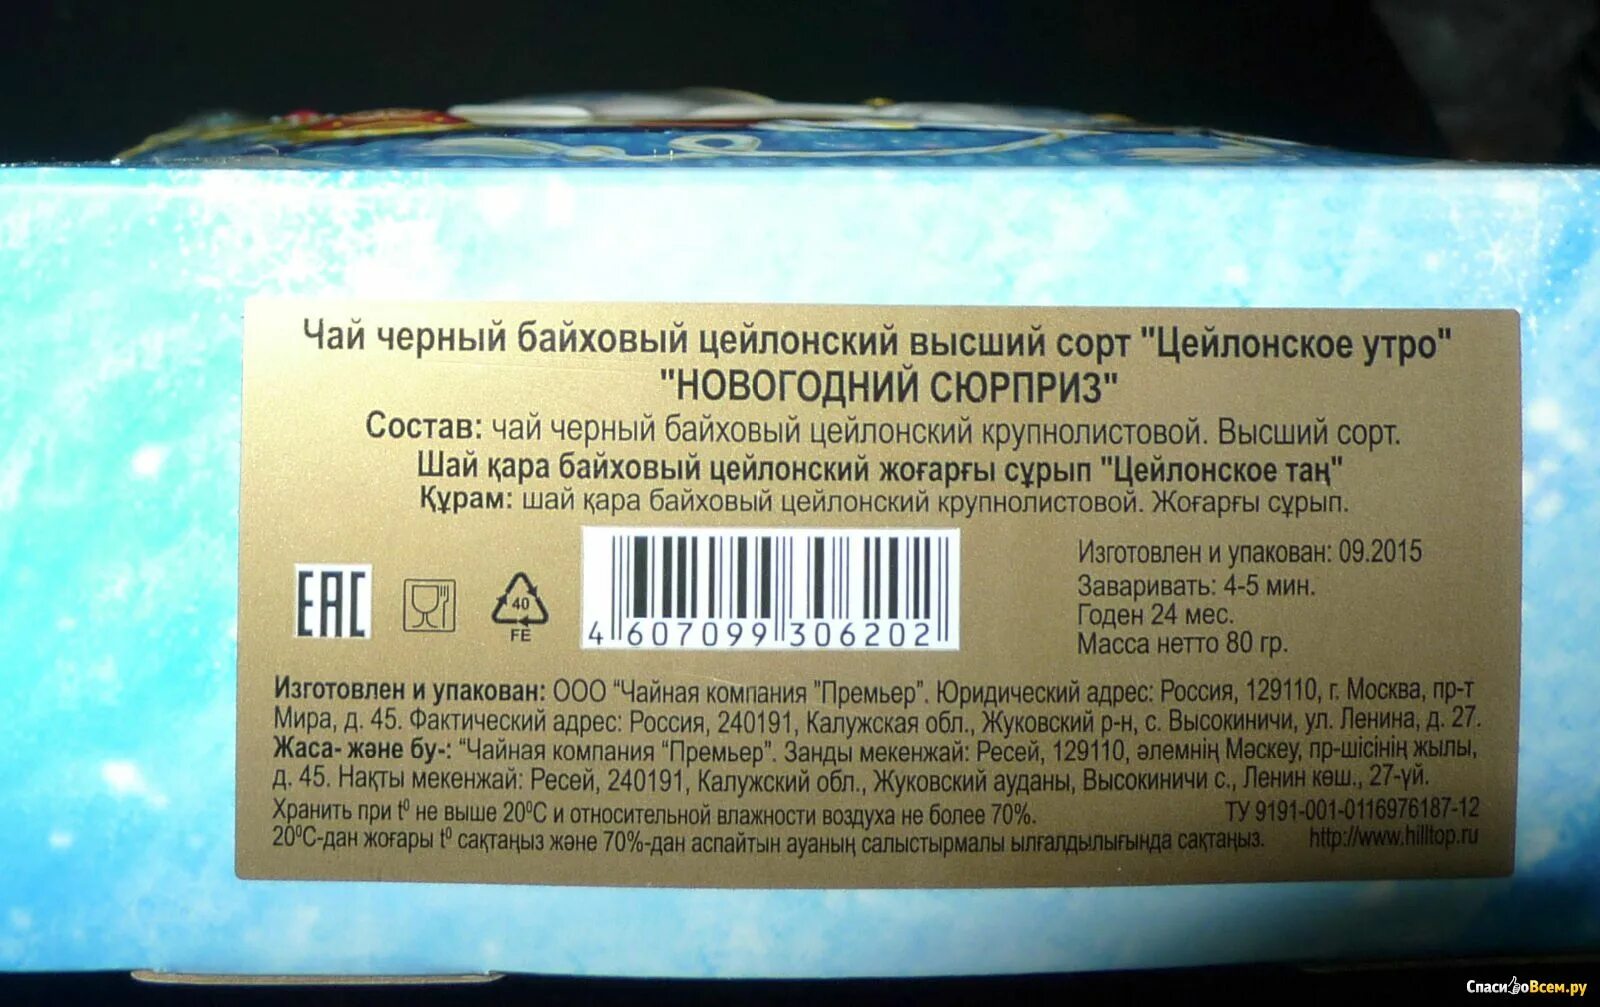 Чай черный байховый цейлонский высший сорт "Цейлонское утро"
"НОВОГОДНИЙ СЮРПРИЗ"
Состав: чай черный байховый цейлонский крупнолистовой. Высший сорт.
Шай қара байховый цейлонский жоғарғы сұрып "Цейлонское таң"
Құрам: шай қара байховый цейлонский крупнолистовой. Жоғарғы сұрып.
EAC
40
FE
4 607099 306202
Изготовлен и упакован: 09.2015
Заваривать: 4-5 мин.
Годен 24 мес.
Масса нетто 80 гр.
Изготовлен и упакован: ООО "Чайная компания "Премьер". Юридический адрес: Россия, 129110, г. Москва, пр-т
Мира, д. 45. Фактический адрес: Россия, 240191, Калужская обл., Жуковский р-н, с. Высокиничи, ул. Ленина, д. 27.
Жаса- және бу-: "Чайная компания "Премьер". Занды мекенжай: Ресей, 129110, әлемнің Мәскеу, пр-шісінің жылы,
д. 45. Нақты мекенжай: Ресей, 240191, Калужский обл., Жуковский ауданы, Высокиничи с., Ленин көш., 27-үй.
Хранить при t⁰ не выше 20⁰С и относительной влажности воздуха не более 70%. ТУ 9191-001-0116976187-12
20⁰С-дан жоғары t⁰ сақтаңыз және 70%-дан аспайтын ауаның салыстырмалы ылғалдылығында сақтаңыз. http://www.hilltop.ru
СпасибоВсем.ру